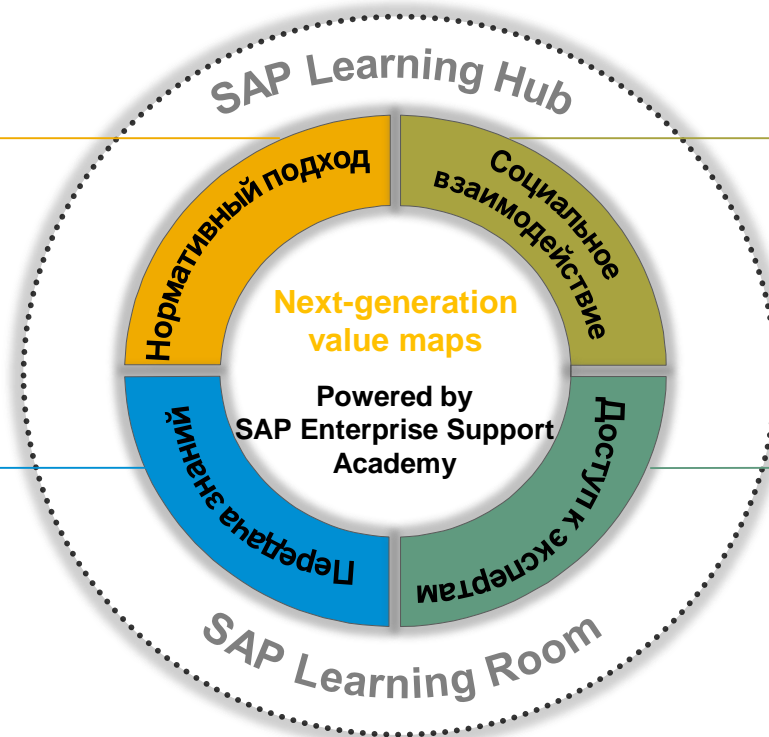 SAP Learning Hub
Нормативный подход
Социальное
взаимодействие
Next-generation
value maps
Powered by
SAP Enterprise Support
Academy
Передача знаний
Доступ к экспертам
SAP Learning Room